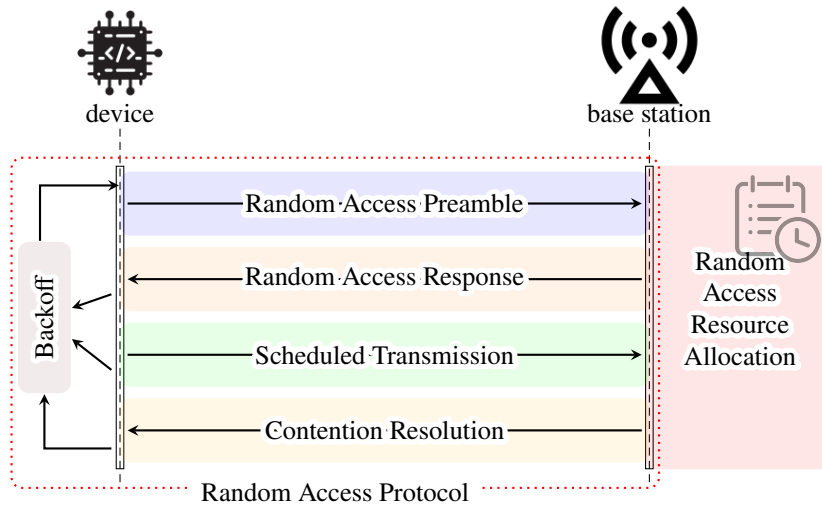 </>
device
base station
Random Access Preamble
Random Access Response
Scheduled Transmission
Contention Resolution
Backoff
Random
Access
Resource
Allocation
Random Access Protocol